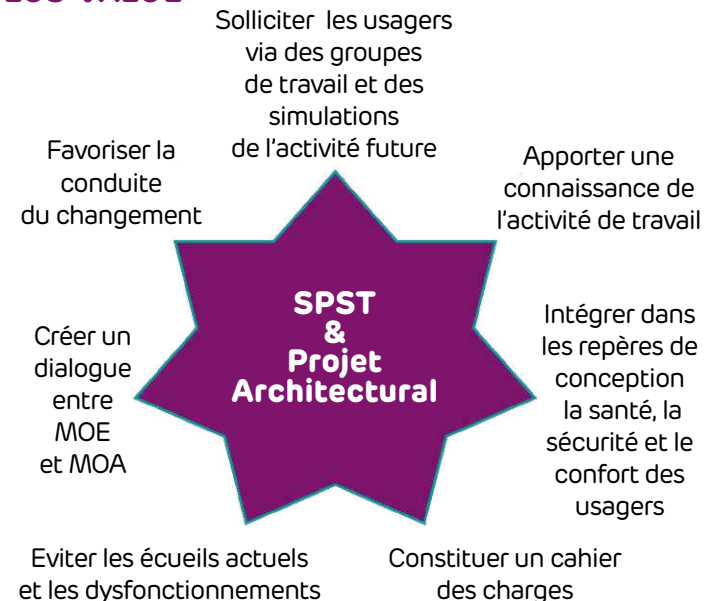 Solliciter les usagers
via des groupes
de travail et des
simulations
de l'activité future
Favoriser la
conduite
du changement
Apporter une
connaissance de
l'activité de travail
SPST
&
Projet
Architectural
Créer un
dialogue
entre
MOE
et MOA
Intégrer dans
les repères de
conception
la santé, la
sécurité et le
confort des
usagers
Eviter les écueils actuels
et les dysfonctionnements
Constituer un cahier
des charges